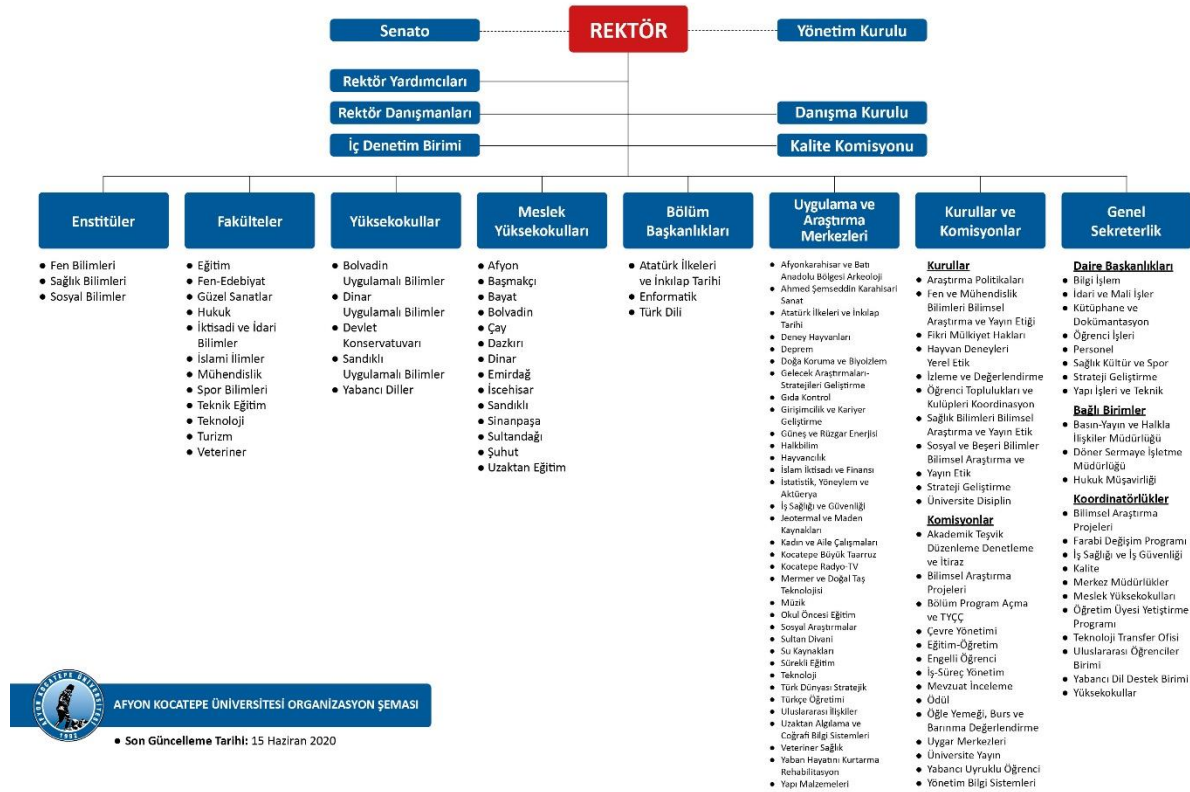 Senato
REKTÖR
Yönetim Kurulu
Rektör Yardımcıları
Rektör Danışmanları
Danışma Kurulu
İç Denetim Birimi
Kalite Komisyonu
Enstitüler
• Fen Bilimleri
• Sağlık Bilimleri
• Sosyal Bilimler
Fakülteler
• Eğitim
• Fen-Edebiyat
• Güzel Sanatlar
• Hukuk
• İktisadi ve İdari
Bilimler
• İslami İlimler
• Mühendislik
• Spor Bilimleri
• Teknik Eğitim
• Teknoloji
• Turizm
• Veteriner
Yüksekokullar
• Bolvadin
Uygulamalı Bilimler
• Dinar
Uygulamalı Bilimler
• Devlet
Konservatuvarı
• Sandıklı
Uygulamalı Bilimler
• Yabancı Diller
Meslek
Yüksekokulları
• Afyon
• Başmakçı
• Bayat
• Bolvadin
• Çay
• Dazkırı
• Dinar
• Emirdağ
• İscehisar
• Sandıklı
• Sinanpaşa
• Sultandağı
• Şuhut
• Uzaktan Eğitim
Bölüm
Başkanlıkları
• Atatürk İlkeleri
ve İnkılap Tarihi
• Enformatik
• Türk Dili
Uygulama ve
Araştırma
Merkezleri
• Afyonkarahisar ve Batı
Anadolu Bölgesi Arkeoloji
• Ahmed Şemseddin Karahlsari
Sanat
• Atatürk İlkeleri ve İnkılap
Tarihi
• Deney Hayvanları
• Deprem
• Doğa Koruma ve Biyoizlem
• Gelecek Araştırmaları-
Stratejileri Geliştirme
• Gıda Kontrol
• Girişimcilik ve Kariyer
Geliştirme
• Güneş ve Rüzgar Enerjisi
• Halkbilim
• Hayvancılık
• İslam İktisadı ve Finansı
• İstatistik, Yöneylem ve
Aktüerya
• İş Sağlığı ve Güvenliği
• Jeotermal ve Maden
Kaynakları
• Kadın ve Aile Çalışmaları
• Kocatepe Büyük Taarruz
• Kocatepe Radyo-TV
• Mermer ve Doğal Taş
Teknolojisi
• Müzik
• Okul Öncesi Eğitim
• Sosyal Araştırmalar
• Sultan Divani
• Su Kaynakları
• Sürekli Eğitim
• Teknoloji
• Türk Dünyası Stratejik
• Türkçe Öğretimi
• Uluslararası İlişkiler
• Uzaktan Algılama ve
Coğrafi Bilgi Sistemleri
• Veteriner Sağlık
• Yaban Hayatını Kurtarma
Rehabilitasyon
• Yapı Malzemeleri
Kurullar ve
Komisyonlar
Kurullar
• Araştırma Politikaları
• Fen ve Mühendislik
Bilimleri Bilimsel
Araştırma ve Yayın Etiği
• Fikri Mülkiyet Hakları
• Hayvan Deneyleri
Yerel Etik
• İzleme ve Değerlendirme
• Öğrenci Toplulukları ve
Kulüpleri Koordinasyon
• Sağlık Bilimleri Bilimsel
Araştırma ve Yayın Etik
• Sosyal ve Beşeri Bilimler
Bilimsel Araştırma ve
• Yayın Etik
• Strateji Geliştirme
• Üniversite Disiplin
Komisyonlar
• Akademik Teşvik
Düzenleme Denetleme
ve İtiraz
• Bilimsel Araştırma
Projeleri
• Bölüm Program Açma
ve TYÇÇ
• Çevre Yönetimi
• Eğitim-Öğretim
• Engelli Öğrenci
• İş-Süreç Yönetim
• Mevzuat İnceleme
• Ödül
• Öğle Yemeği, Burs ve
Barınma Değerlendirme
• Uygar Merkezleri
• Üniversite Yayın
• Yabancı Uyruklu Öğrenci
• Yönetim Bilgi Sistemleri
Genel
Sekreterlik
Daire Başkanlıkları
• Bilgi İşlem
• İdari ve Mali İşler
• Kütüphane ve
Dokümantasyon
• Öğrenci İşleri
• Personel
• Sağlık Kültür ve Spor
• Strateji Geliştirme
• Yapı İşleri ve Teknik
Bağlı Birimler
• Basın-Yayın ve Halkla
İlişkiler Müdürlüğü
• Döner Sermaye İşletme
Müdürlüğü
• Hukuk Müşavirliği
Koordinatörlükler
• Bilimsel Araştırma
Projeleri
• Farabi Değişim Programı
• İş Sağlığı ve İş Güvenliği
• Kalite
• Merkez Müdürlükler
• Meslek Yüksekokulları
• Öğretim Üyesi Yetiştirme
Programı
• Teknoloji Transfer Ofisi
• Uluslararası Öğrenciler
Birimi
• Yabancı Dil Destek Birimi
• Yüksekokullar
AFYON KOCATEPE ÜNİVERSİTESİ
1992
AFYON KOCATEPE ÜNİVERSİTESİ ORGANİZASYON ŞEMASI
• Son Güncelleme Tarihi: 15 Haziran 2020